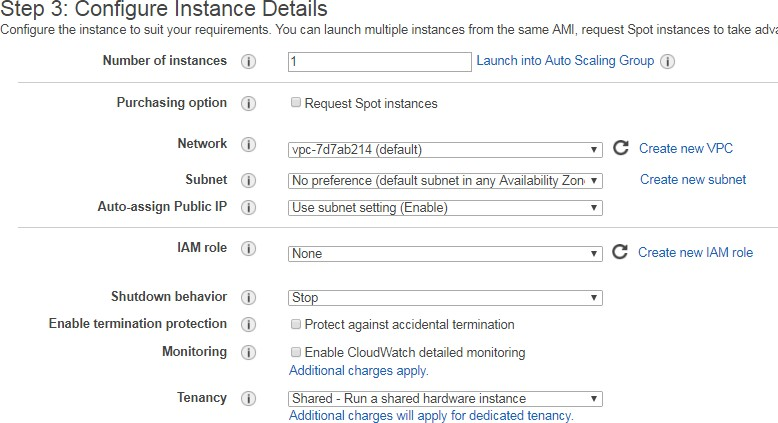 Step 3: Configure Instance Details
Configure the instance to suit your requirements. You can launch multiple instances from the same AMI, request Spot instances to take adva
Number of instances i 1 Launch into Auto Scaling Group i
Purchasing option i Request Spot instances
Network i vpc-7d7ab214 (default) Create new VPC
Subnet i No preference (default subnet in any Availability Zon Create new subnet
Auto-assign Public IP i Use subnet setting (Enable)
IAM role i None Create new IAM role
Shutdown behavior i Stop
Enable termination protection i Protect against accidental termination
Monitoring i Enable CloudWatch detailed monitoring
Additional charges apply.
Tenancy i Shared - Run a shared hardware instance
Additional charges will apply for dedicated tenancy.